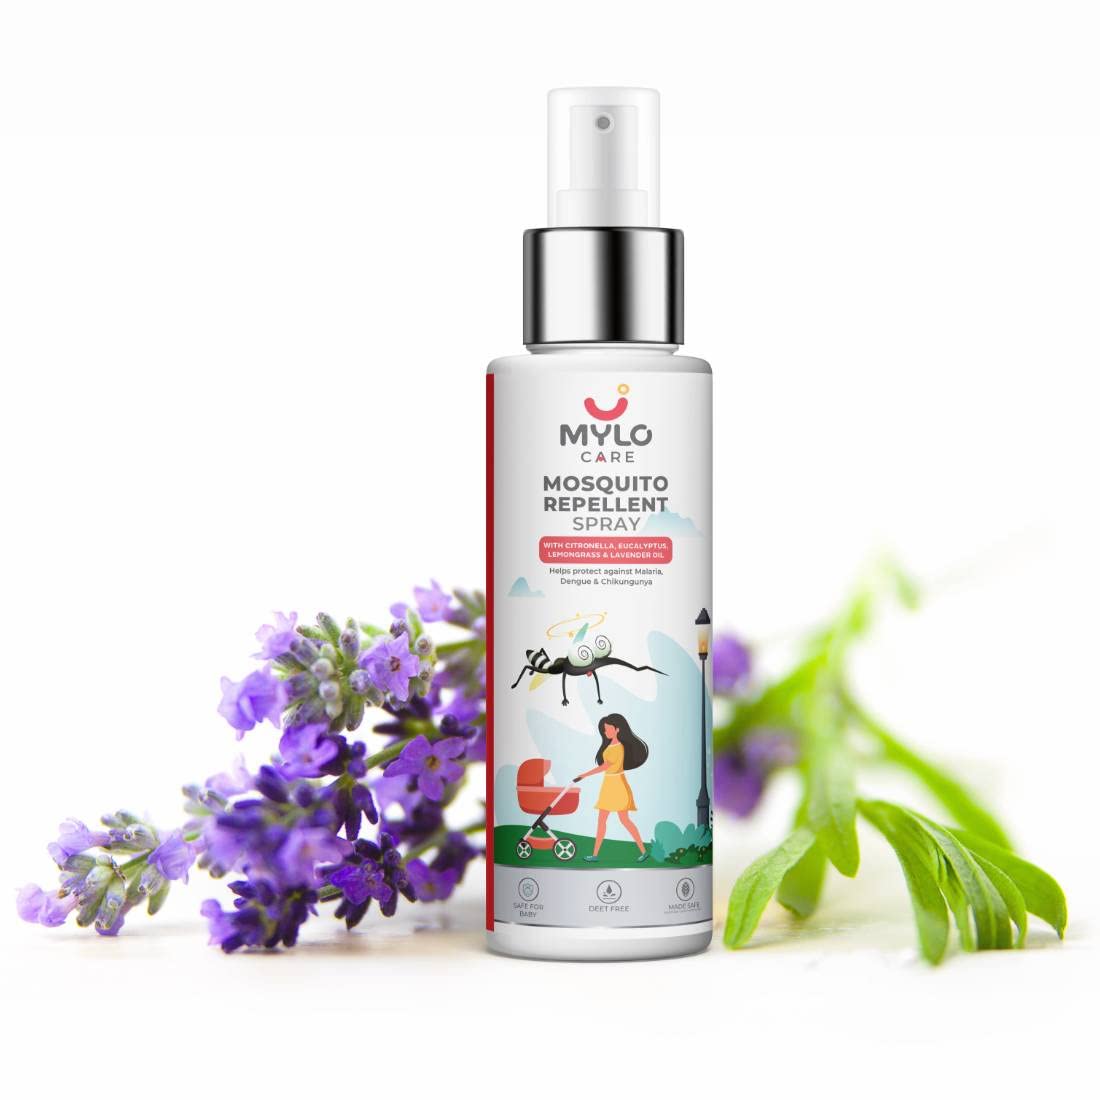 MYLO
CARE
MOSQUITO
REPELLENT
SPRAY
WITH CITRONELLA, EUCALYPTUS,
LEMONGRASS & LAVENDER OIL
Helps protect against Malaria,
Dengue & Chikungunya
SAFE FOR
BABY
DEET FREE
MADE SAFE